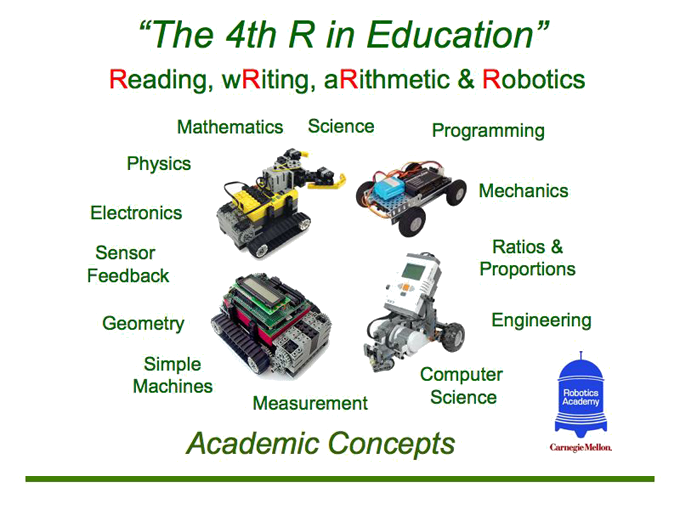 “The 4th R in Education”
Reading, wRiting, aRithmetic & Robotics
Mathematics
Science
Programming
Physics
Mechanics
Electronics
Sensor
Feedback
Ratios &
Proportions
Geometry
Engineering
Simple
Machines
Computer
Science
Measurement
Robotics
Academy
Carnegie Mellon.
Academic Concepts